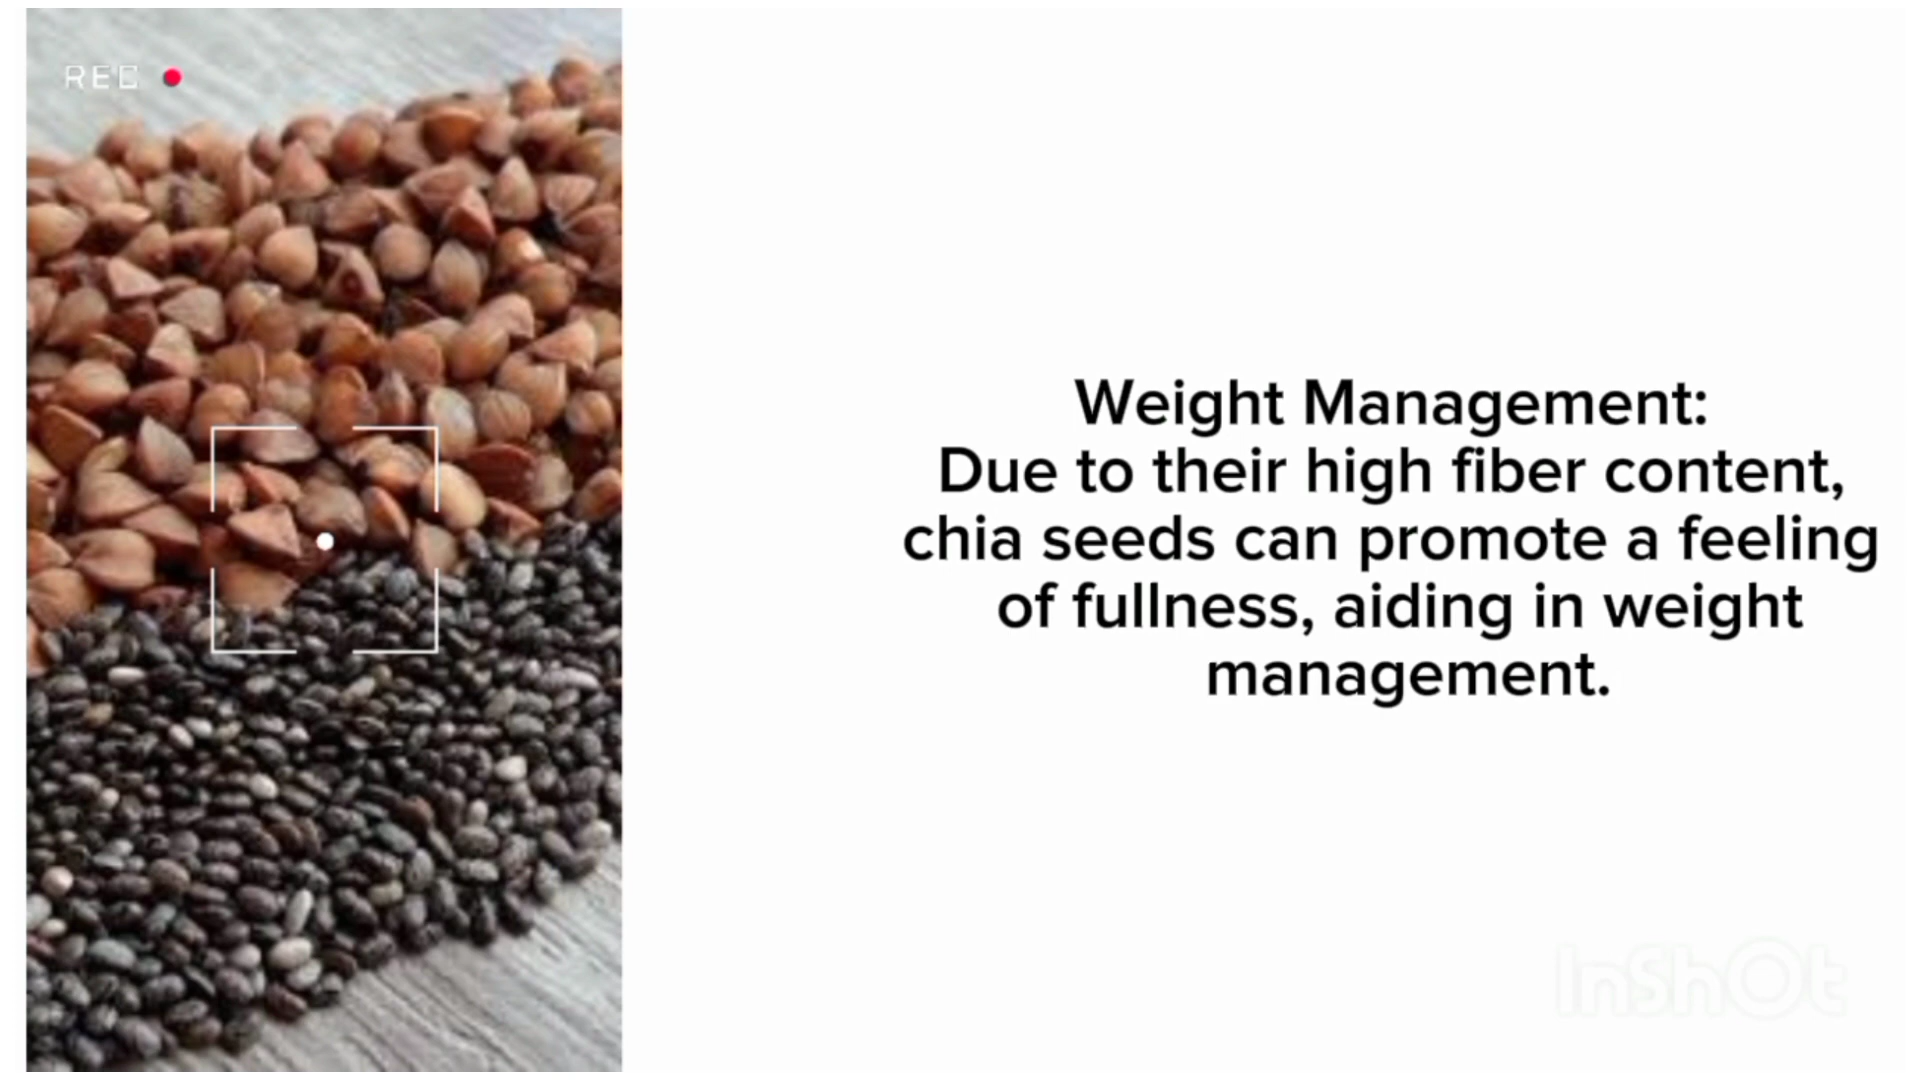 REC
Weight Management:
Due to their high fiber content,
chia seeds can promote a feeling
of fullness, aiding in weight
management.
InShOt